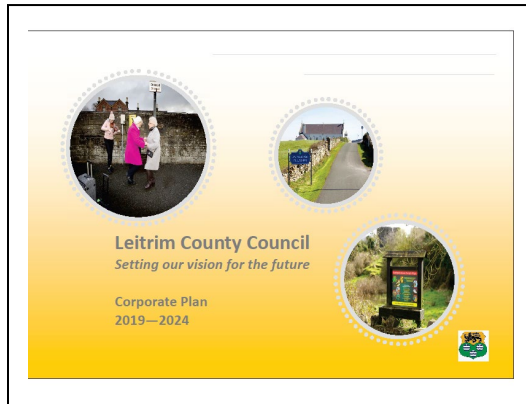 Leitrim County Council
Setting our vision for the future
Corporate Plan
2019—2024